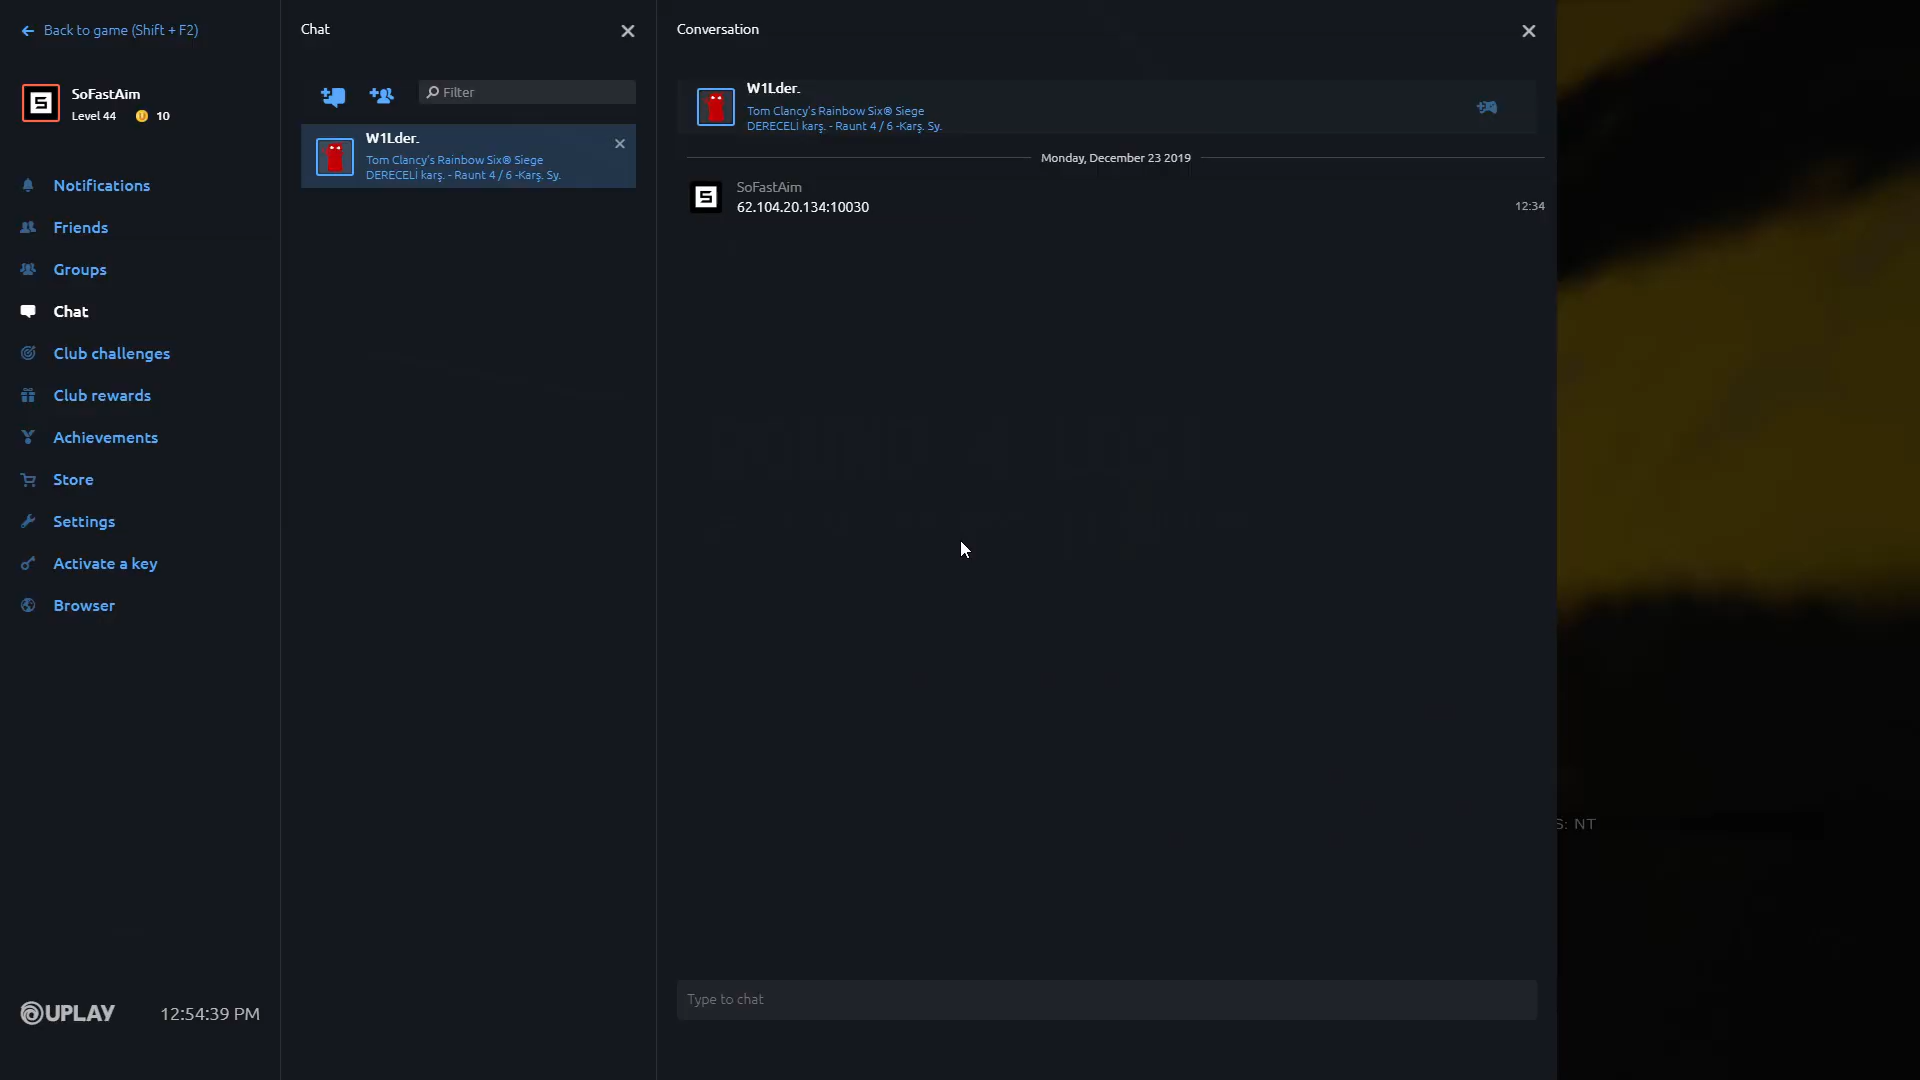 Back to game (Shift + F2)
SoFastAim
Level 44 10
Notifications
Friends
Groups
Chat
Club challenges
Club rewards
Achievements
Store
Settings
Activate a key
Browser
UPLAY 12:54:39 PM
Chat
Filter
W1Lder.
Tom Clancy's Rainbow Six® Siege
DERECELİ karş. - Raunt 4 / 6 -Karş. Sy.
Conversation
W1Lder.
Tom Clancy's Rainbow Six® Siege
DERECELİ karş. - Raunt 4 / 6 -Karş. Sy.
Monday, December 23 2019
SoFastAim
62.104.20.134:10030 12:34
Type to chat
S: NT